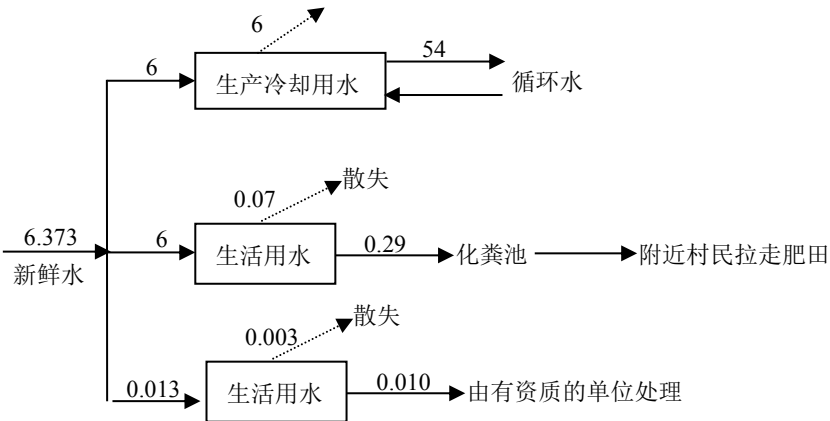 6
6
生产冷却用水
54
循环水
散失
0.07
6.373
新鲜水
6
生活用水
0.29
化粪池
附近村民拉走肥田
散失
0.003
0.013
生活用水
0.010
由有资质的单位处理